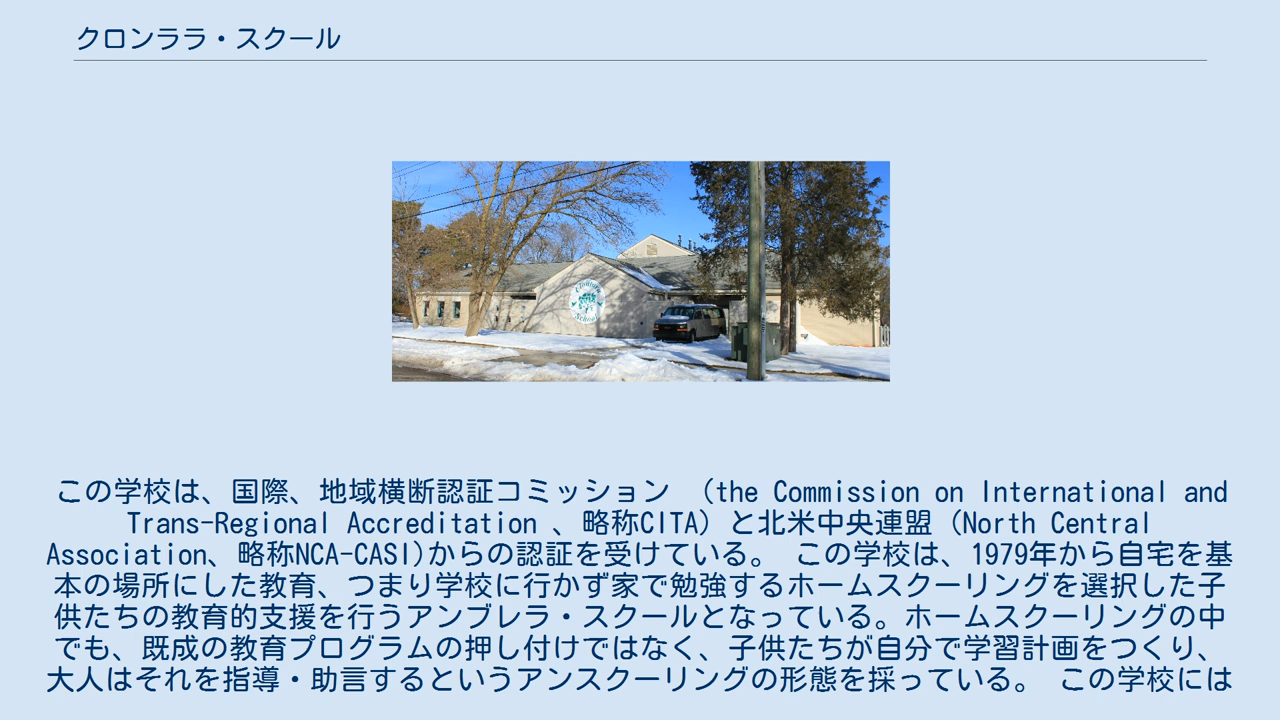 クロンララ・スクール
Clonlara
School
この学校は、国際、地域横断認証コミッション （the Commission on International and
Trans-Regional Accreditation 、略称CITA）と北米中央連盟（North Central
Association、略称NCA-CASI)からの認証を受けている。 この学校は、1979年から自宅を基
本の場所にした教育、つまり学校に行かず家で勉強するホームスクーリングを選択した子
供たちの教育的支援を行うアンブレラ・スクールとなっている。ホームスクーリングの中
でも、既成の教育プログラムの押し付けではなく、子供たちが自分で学習計画をつくり、
大人はそれを指導・助言するというアンスクーリングの形態を採っている。 この学校には